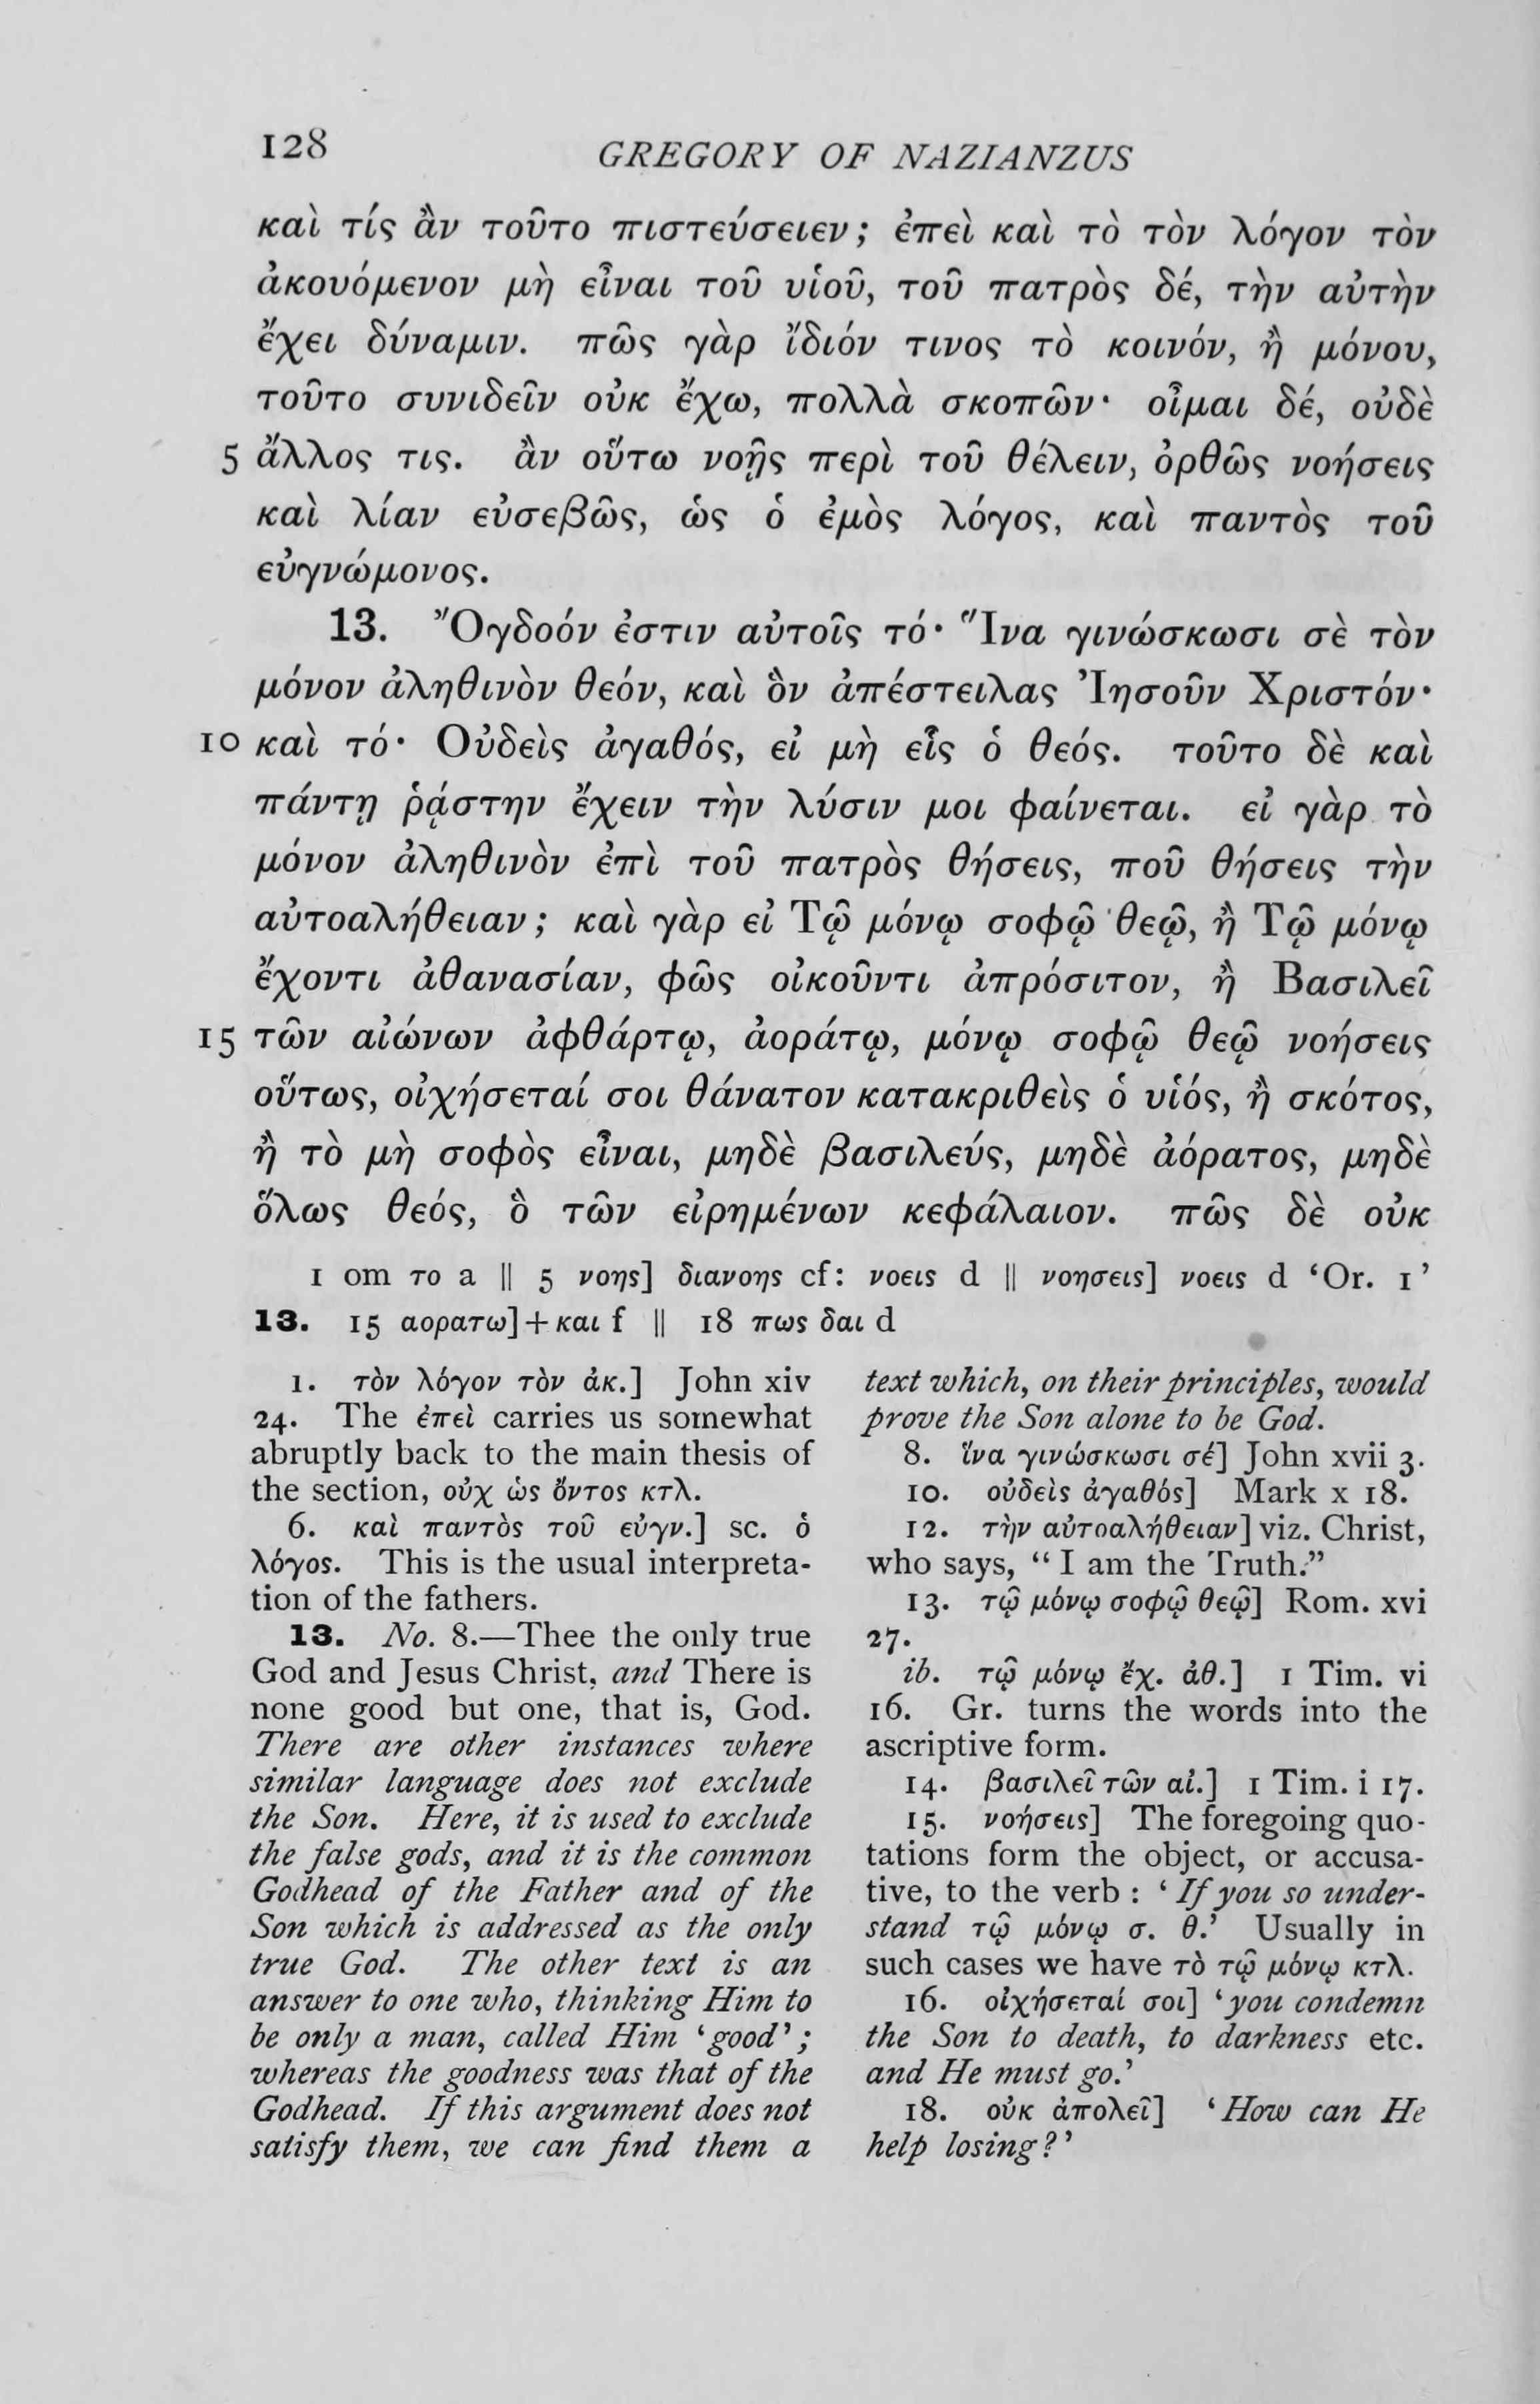 128
GREGORY OF NAZIANZUS
καὶ τίς ἂν τοῦτο πιστεύσειεν; ἐπεὶ καὶ τὸ τὸν λόγον τὸν
ἀκουόμενον μὴ εἶναι τοῦ υἱοῦ, τοῦ πατρὸς δέ, τὴν αὐτὴν
ἔχει δύναμιν. πῶς γὰρ ἴδιόν τινος τὸ κοινόν, ἢ μόνου,
τοῦτο συνιδεῖν οὐκ ἔχω, πολλὰ σκοπῶν· οἶμαι δέ, οὐδὲ
5 ἄλλος τις. ἂν οὕτω νοῇς περὶ τοῦ θέλειν, ὀρθῶς νοήσεις
καὶ λίαν εὐσεβῶς, ὡς ὁ ἐμὸς λόγος, καὶ παντὸς τοῦ
εὐγνώμονος.
13. Ὄγδοόν ἐστιν αὐτοῖς τό· Ἵνα γινώσκωσι σὲ τὸν
μόνον ἀληθινὸν θεόν, καὶ ὃν ἀπέστειλας Ἰησοῦν Χριστόν·
10 καὶ τό· Οὐδεὶς ἀγαθός, εἰ μὴ εἷς ὁ θεός. τοῦτο δὲ καὶ
πάντῃ ῥᾴστην ἔχειν τὴν λύσιν μοι φαίνεται. εἰ γὰρ τὸ
μόνον ἀληθινὸν ἐπὶ τοῦ πατρὸς θήσεις, ποῦ θήσεις τὴν
αὐτοαλήθειαν; καὶ γὰρ εἰ Τῷ μόνῳ σοφῷ θεῷ, ἢ Τῷ μόνῳ
ἔχοντι ἀθανασίαν, φῶς οἰκοῦντι ἀπρόσιτον, ἢ Βασιλεῖ
15 τῶν αἰώνων ἀφθάρτῳ, ἀοράτῳ, μόνῳ σοφῷ θεῷ νοήσεις
οὕτως, οἰχήσεταί σοι θάνατον κατακριθεὶς ὁ υἱός, ἢ σκότος,
ἢ τὸ μὴ σοφὸς εἶναι, μηδὲ βασιλεύς, μηδὲ ἀόρατος, μηδὲ
ὅλως θεός, ὃ τῶν εἰρημένων κεφάλαιον. πῶς δὲ οὐκ
1 om το a || 5 νοης] διανοης cf: νοεις d || νοησεις] νοεις d ‘Or. 1’
13. 15 αορατω]+και f || 18 πως δαι d
1. τὸν λόγον τὸν ἀκ.] John xiv
24. The ἐπεὶ carries us somewhat
abruptly back to the main thesis of
the section, οὐχ ὡς ὄντος κτλ.
6. καὶ παντὸς τοῦ εὐγν.] sc. ὁ
λόγος. This is the usual interpreta-
tion of the fathers.
13. No. 8.—Thee the only true
God and Jesus Christ, and There is
none good but one, that is, God.
There are other instances where
similar language does not exclude
the Son. Here, it is used to exclude
the false gods, and it is the common
Godhead of the Father and of the
Son which is addressed as the only
true God. The other text is an
answer to one who, thinking Him to
be only a man, called Him ‘good’;
whereas the goodness was that of the
Godhead. If this argument does not
satisfy them, we can find them a
text which, on their principles, would
prove the Son alone to be God.
8. ἵνα γινώσκωσι σέ] John xvii 3.
10. οὐδεὶς ἀγαθός] Mark x 18.
12. τὴν αὐτοαλήθειαν] viz. Christ,
who says, “I am the Truth.”
13. τῷ μόνῳ σοφῷ θεῷ] Rom. xvi
27.
ib. τῷ μόνῳ ἔχ. ἀθ.] 1 Tim. vi
16. Gr. turns the words into the
ascriptive form.
14. βασιλεῖ τῶν αἰ.] 1 Tim. i 17.
15. νοήσεις] The foregoing quo-
tations form the object, or accusa-
tive, to the verb: ‘If you so under-
stand τῷ μόνῳ σ. θ.’ Usually in
such cases we have τὸ τῷ μόνῳ κτλ.
16. οἰχήσεταί σοι] ‘you condemn
the Son to death, to darkness etc.
and He must go.’
18. οὐκ ἀπολεῖ] ‘How can He
help losing?’